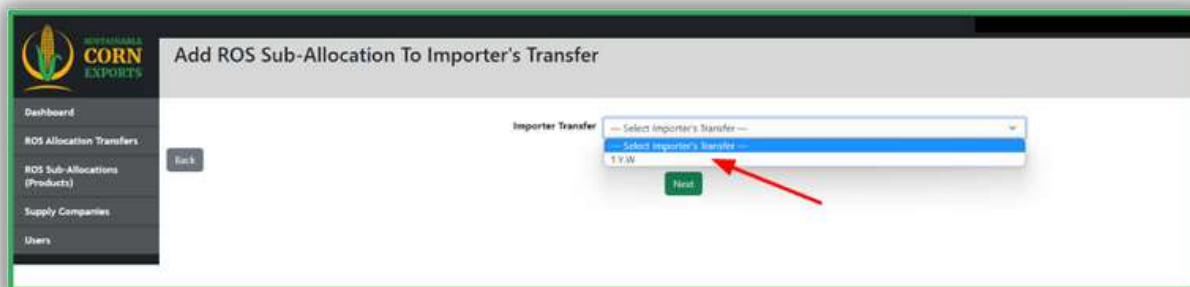 SUSTAINABLE
CORN
EXPORTS
Add ROS Sub-Allocation To Importer's Transfer
Dashboard
ROS Allocation Transfers
ROS Sub-Allocations
(Products)
Supply Companies
Users
Importer Transfer
--- Select Importer's Transfer ---
--- Select Importer's Transfer ---
1 Y.W
Back
Next